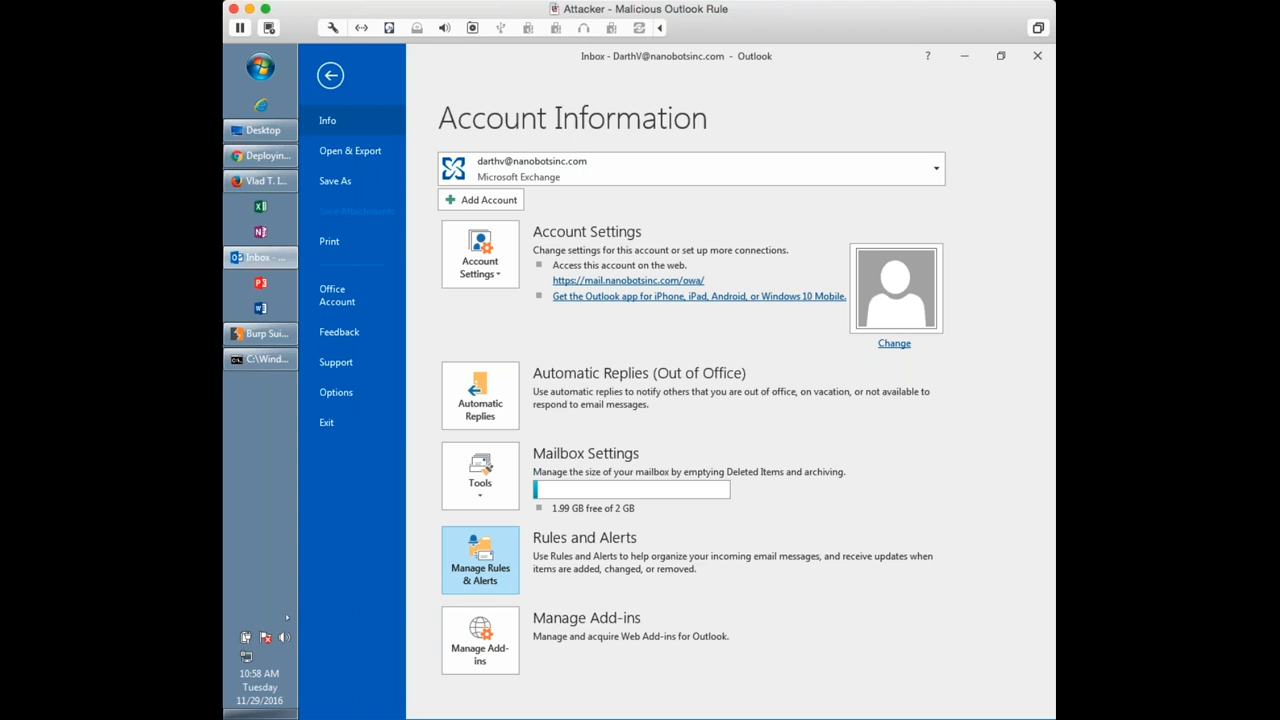 Attacker - Malicious Outlook Rule
Inbox - DarthV@nanobotsinc.com - Outlook
?
Desktop
Deployin...
Vlad T. I...
Inbox - ...
Burp Sui...
C:\Wind...
10:58 AM
Tuesday
11/29/2016
Info
Open & Export
Save As
Save Attachments
Print
Office
Account
Feedback
Support
Options
Exit
Account Information
darthv@nanobotsinc.com
Microsoft Exchange
Add Account
Account
Settings
Account Settings
Change settings for this account or set up more connections.
Access this account on the web.
https://mail.nanobotsinc.com/owa/
Get the Outlook app for iPhone, iPad, Android, or Windows 10 Mobile.
Change
Automatic
Replies
Automatic Replies (Out of Office)
Use automatic replies to notify others that you are out of office, on vacation, or not available to
respond to email messages.
Tools
Mailbox Settings
Manage the size of your mailbox by emptying Deleted Items and archiving.
1.99 GB free of 2 GB
Manage Rules
& Alerts
Rules and Alerts
Use Rules and Alerts to help organize your incoming email messages, and receive updates when
items are added, changed, or removed.
Manage Add-
ins
Manage Add-ins
Manage and acquire Web Add-ins for Outlook.